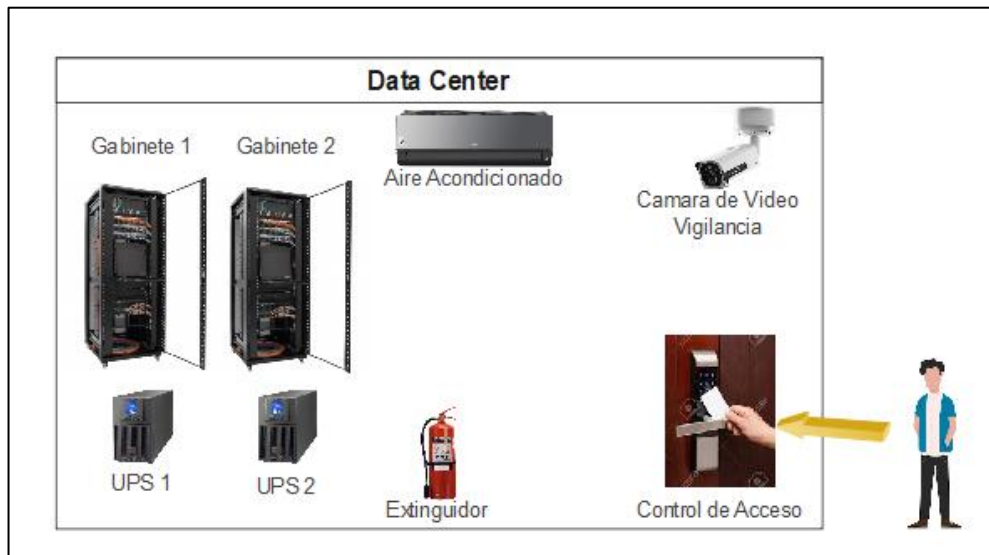 Data Center
Gabinete 1
Gabinete 2
Aire Acondicionado
Camara de Video
Vigilancia
UPS 1
UPS 2
Extinguidor
Control de Acceso